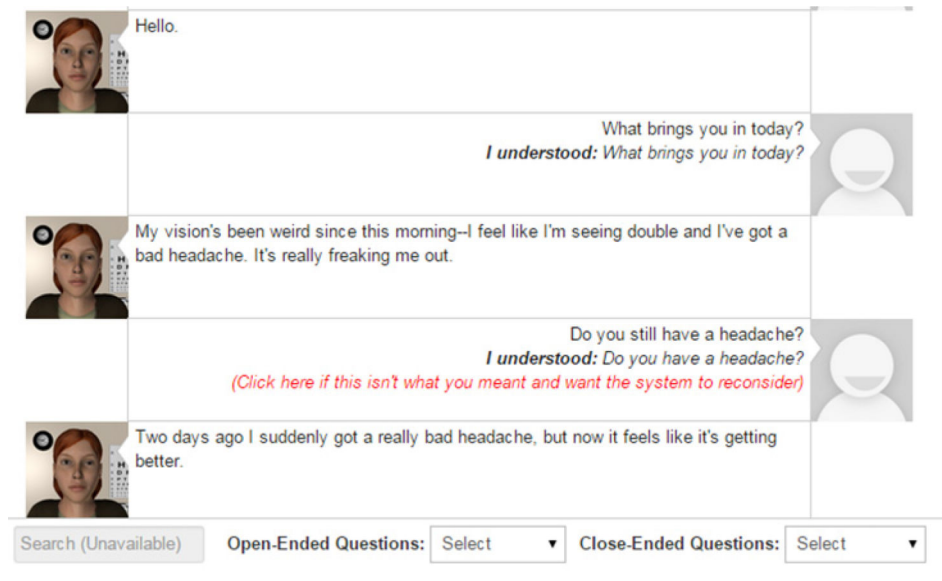 Hello.
What brings you in today?
I understood: What brings you in today?
My vision's been weird since this morning--I feel like I'm seeing double and I've got a
bad headache. It's really freaking me out.
Do you still have a headache?
I understood: Do you have a headache?
(Click here if this isn't what you meant and want the system to reconsider)
Two days ago I suddenly got a really bad headache, but now it feels like it's getting
better.
Search (Unavailable) Open-Ended Questions: Select Close-Ended Questions: Select